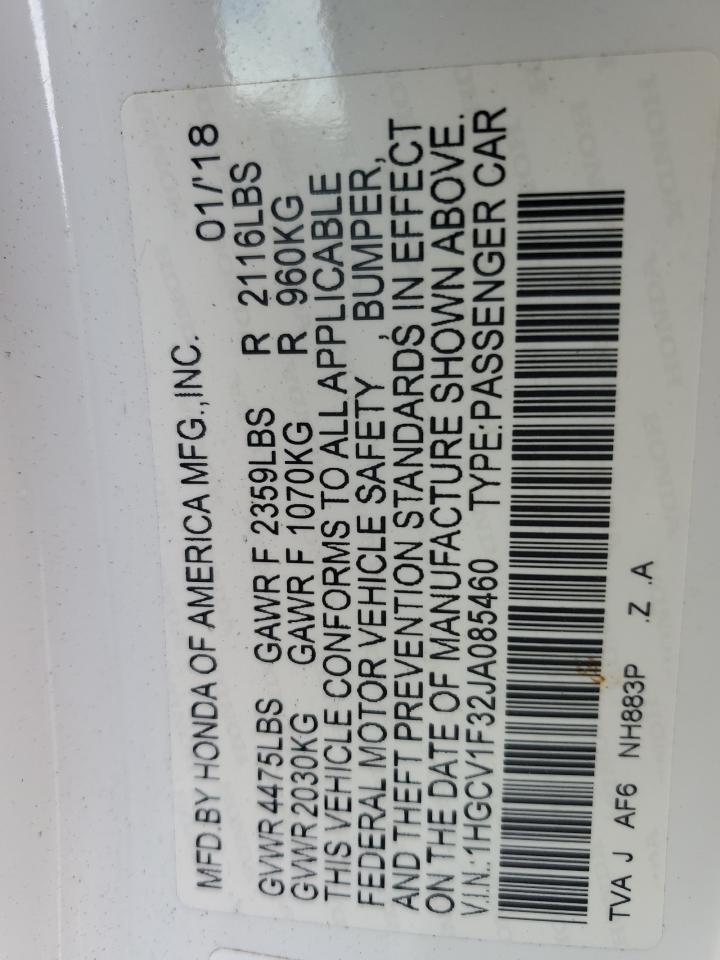 MFD.BY HONDA OF AMERICA MFG.,INC. 01/'18
GVWR 4475LBS GAWR F 2359LBS R 2116LBS
GVWR 2030KG GAWR F 1070KG R 960KG
THIS VEHICLE CONFORMS TO ALL APPLICABLE
FEDERAL MOTOR VEHICLE SAFETY , BUMPER,
AND THEFT PREVENTION STANDARDS IN EFFECT
ON THE DATE OF MANUFACTURE SHOWN ABOVE.
V.I.N.:1HGCV1F32JA085460 TYPE:PASSENGER CAR
TVA J AF6 NH883P .Z .A